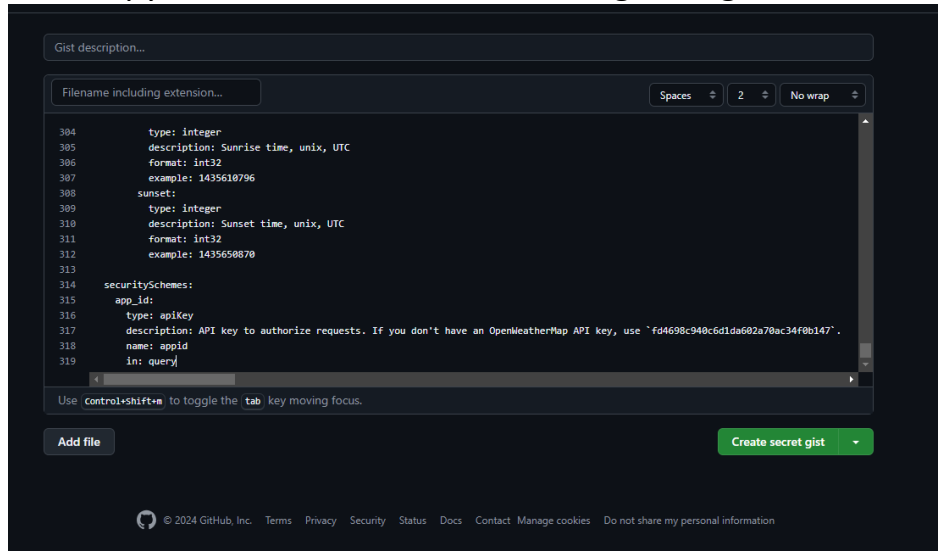 Gist description...
Filename including extension...
Spaces
2
No wrap
304 type: integer
305 description: Sunrise time, unix, UTC
306 format: int32
307 example: 1435610796
308 sunset:
309 type: integer
310 description: Sunset time, unix, UTC
311 format: int32
312 example: 1435650870
313
314 securitySchemes:
315 app_id:
316 type: apiKey
317 description: API key to authorize requests. If you don't have an OpenWeatherMap API key, use `fd4698c940c6d1da602a70ac34f0b147`.
318 name: appid
319 in: query
Use Control+Shift+m to toggle the tab key moving focus.
Add file
Create secret gist
© 2024 GitHub, Inc. Terms Privacy Security Status Docs Contact Manage cookies Do not share my personal information